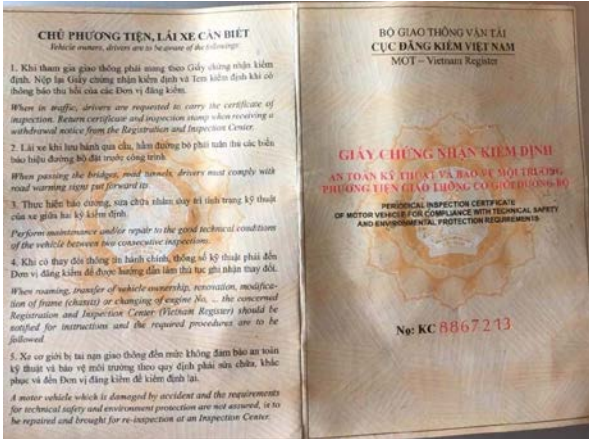 CHỦ PHƯƠNG TIỆN, LÁI XE CẦN BIẾT
Vehicle owners, drivers are to be aware of the followings:
1. Khi tham gia giao thông phải mang theo Giấy chứng nhận kiểm
định. Nộp lại Giấy chứng nhận kiểm định và Tem kiểm định khi có
thông báo thu hồi của các Đơn vị đăng kiểm.
When in traffic, drivers are requested to carry the certificate of
inspection. Return certificate and inspection stamp when receiving a
withdrawal notice from the Registration and Inspection Center.
2. Lái xe khi lưu hành qua cầu, hầm đường bộ phải tuân thủ các biển
báo hiệu đường bộ đặt trước công trình.
When passing the bridges, road tunnels, drivers must comply with
road warning signs put forward its.
3. Thực hiện bảo dưỡng, sửa chữa nhằm duy trì tình trạng kỹ thuật
của xe giữa hai kỳ kiểm định.
Perform maintenance and/or repair to the good technical conditions
of the vehicle between two consecutive inspections.
4. Khi có thay đổi thông tin hành chính, thông số kỹ thuật phải đến
Đơn vị đăng kiểm để được hướng dẫn làm thủ tục ghi nhận thay đổi.
When roaming, transfer of vehicle ownership, renovation, modifica-
tion of frame (chassis) or changing of engine No, ... the concerned
Registration and Inspection Center (Vietnam Register) should be
notified for instructions and the required procedures are to be
followed
5. Xe cơ giới bị tai nạn giao thông đến mức không đảm bảo an toàn
kỹ thuật và bảo vệ môi trường theo quy định phải sửa chữa, khắc
phục và đến Đơn vị đăng kiểm để kiểm định lại.
A motor vehicle which is damaged by accident and the requirements
for technical safety and environment protection are not assured, is to
be repaired and brought for re-inspection at an Inspection Center.
BỘ GIAO THÔNG VẬN TẢI
CỤC ĐĂNG KIỂM VIỆT NAM
MOT – Vietnam Register
GIẤY CHỨNG NHẬN KIỂM ĐỊNH
AN TOÀN KỸ THUẬT VÀ BẢO VỆ MÔI TRƯỜNG
PHƯƠNG TIỆN GIAO THÔNG CƠ GIỚI ĐƯỜNG BỘ
PERIODICAL INSPECTION CERTIFICATE
OF MOTOR VEHICLE FOR COMPLIANCE WITH TECHNICAL SAFETY
AND ENVIRONMENTAL PROTECTION REQUIREMENTS
Nọ: KC 8867213